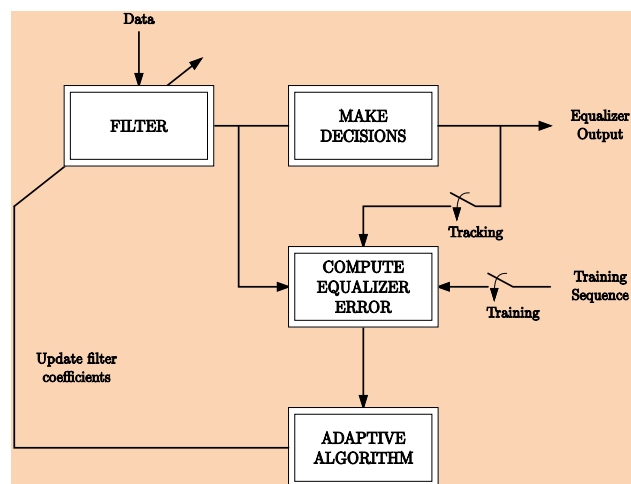 Data
FILTER
MAKE
DECISIONS
Equalizer
Output
Tracking
COMPUTE
EQUALIZER
ERROR
Training
Sequence
Training
Update filter
coefficients
ADAPTIVE
ALGORITHM